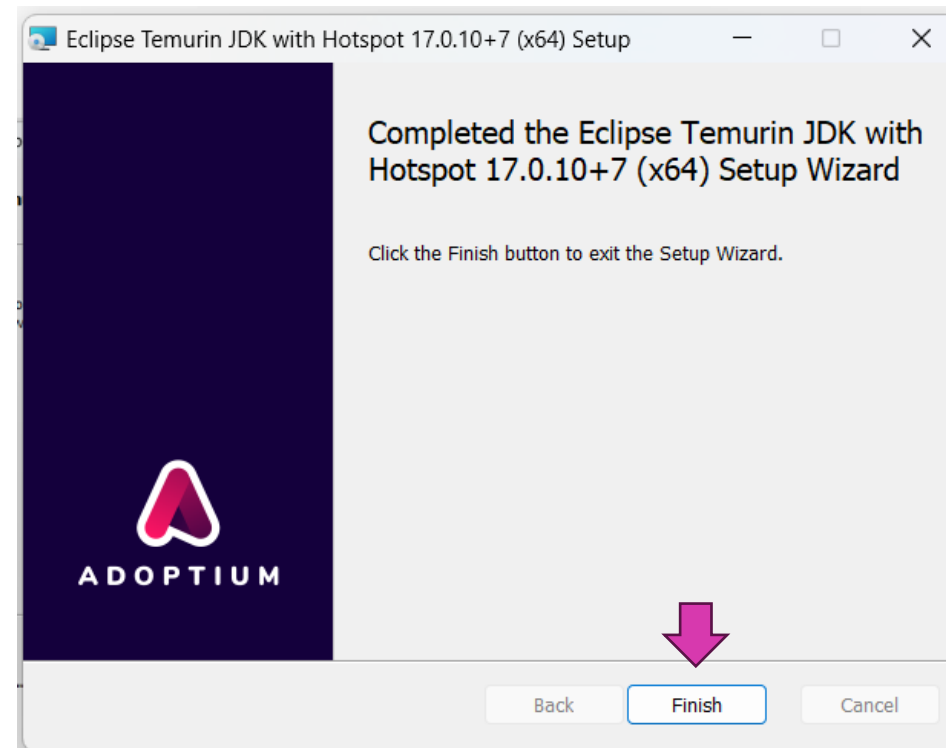 Eclipse Temurin JDK with Hotspot 17.0.10+7 (x64) Setup
Completed the Eclipse Temurin JDK with
Hotspot 17.0.10+7 (x64) Setup Wizard
Click the Finish button to exit the Setup Wizard.
ADOPTIUM
Back
Finish
Cancel